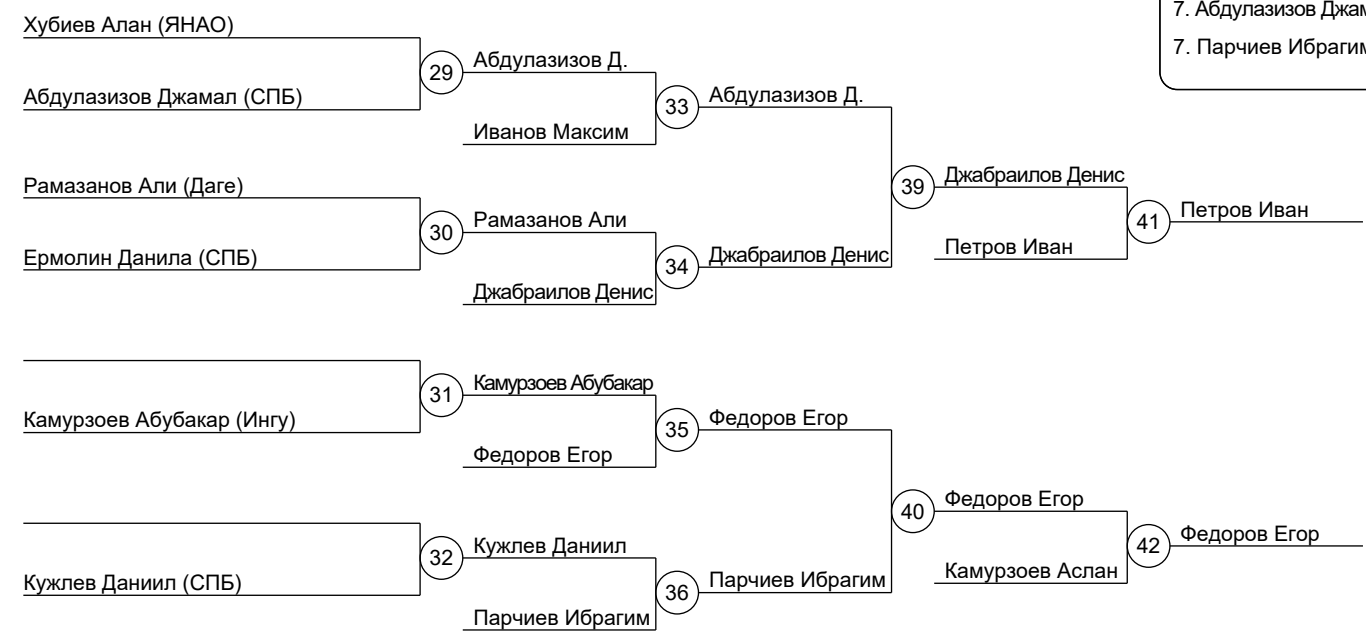 7. Абдулазизов Джам
7. Парчиев Ибрагим
Хубиев Алан (ЯНАО)
29
Абдулазизов Д.
Абдулазизов Джамал (СПБ)
33
Абдулазизов Д.
Иванов Максим
39
Джабраилов Денис
Рамазанов Али (Даге)
41
Петров Иван
30
Рамазанов Али
Ермолин Данила (СПБ)
34
Джабраилов Денис
Петров Иван
Джабраилов Денис
31
Камурзоев Абубакар
Камурзоев Абубакар (Ингу)
35
Федоров Егор
Федоров Егор
40
Федоров Егор
42
Федоров Егор
32
Кужлев Даниил
Кужлев Даниил (СПБ)
36
Парчиев Ибрагим
Камурзоев Аслан
Парчиев Ибрагим